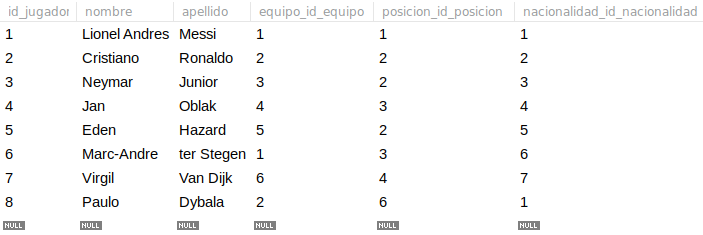 id_jugador nombre apellido equipo_id_equipo posicion_id_posicion nacionalidad_id_nacionalidad
1 Lionel Andres Messi 1 1 1
2 Cristiano Ronaldo 2 2 2
3 Neymar Junior 3 2 3
4 Jan Oblak 4 3 4
5 Eden Hazard 5 2 5
6 Marc-Andre ter Stegen 1 3 6
7 Virgil Van Dijk 6 4 7
8 Paulo Dybala 2 6 1
NULL NULL NULL NULL NULL NULL